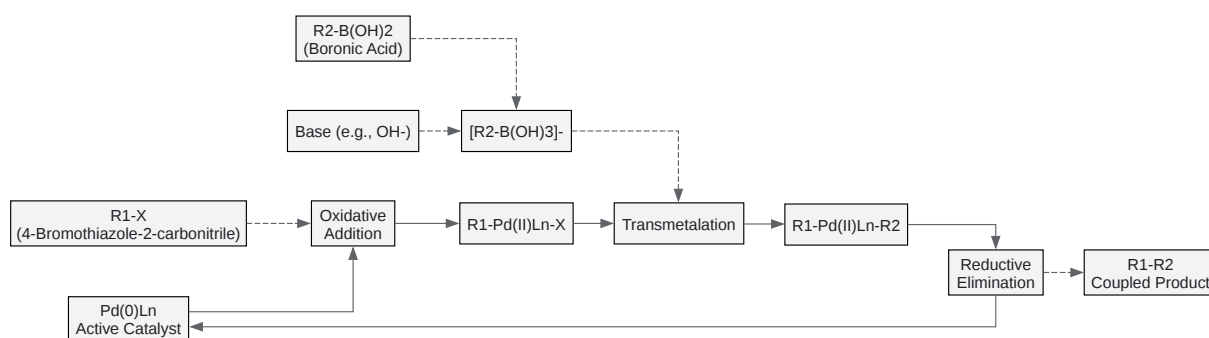 R2-B(OH)2
(Boronic Acid)
Base (e.g., OH-)
[R2-B(OH)3]-
R1-X
(4-Bromothiazole-2-carbonitrile)
Oxidative
Addition
R1-Pd(II)Ln-X
Transmetalation
R1-Pd(II)Ln-R2
Reductive
Elimination
R1-R2
Coupled Product
Pd(0)Ln
Active Catalyst